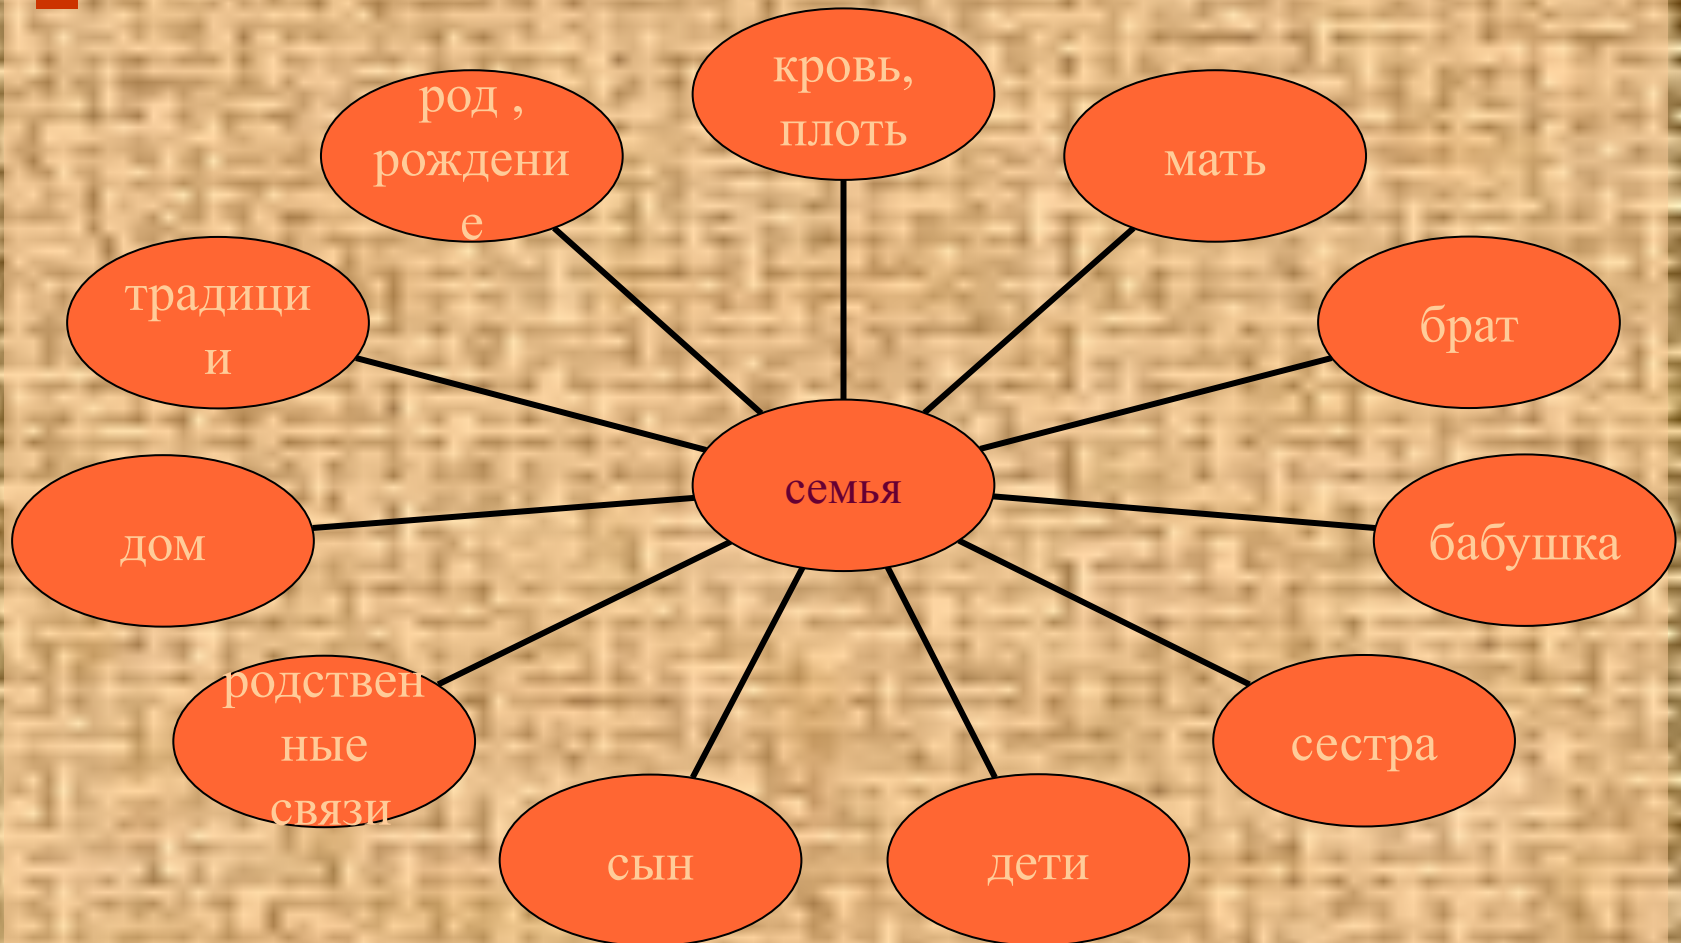 кровь,
плоть
род ,
рождени
е
мать
традици
и
брат
семья
дом
бабушка
родствен
ные
связи
сестра
сын
дети